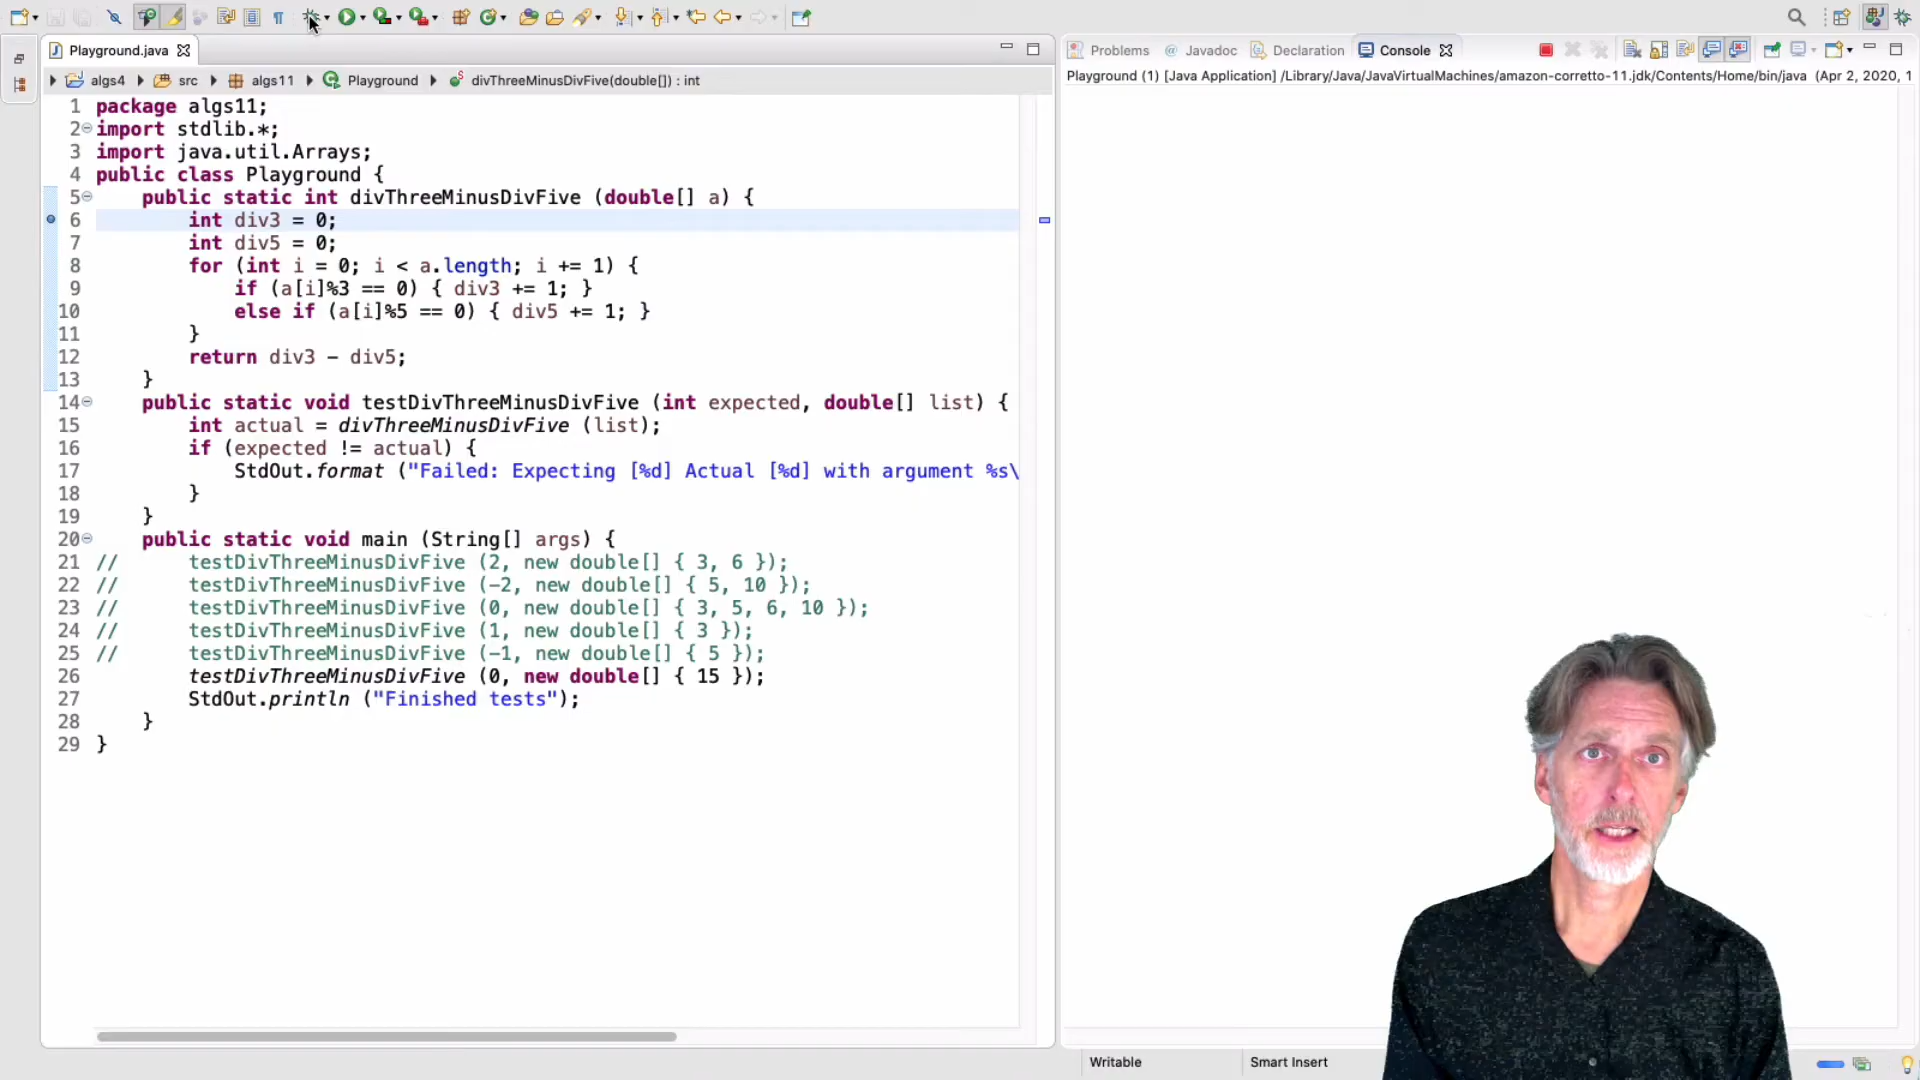 Playground.java
algs4 src algs11 Playground divThreeMinusDivFive(double[]) : int
1 package algs11;
2 import stdlib.*;
3 import java.util.Arrays;
4 public class Playground {
5 public static int divThreeMinusDivFive (double[] a) {
6 int div3 = 0;
7 int div5 = 0;
8 for (int i = 0; i < a.length; i += 1) {
9 if (a[i]%3 == 0) { div3 += 1; }
10 else if (a[i]%5 == 0) { div5 += 1; }
11 }
12 return div3 - div5;
13 }
14 public static void testDivThreeMinusDivFive (int expected, double[] list) {
15 int actual = divThreeMinusDivFive (list);
16 if (expected != actual) {
17 StdOut.format ("Failed: Expecting [%d] Actual [%d] with argument %s\
18 }
19 }
20 public static void main (String[] args) {
21 // testDivThreeMinusDivFive (2, new double[] { 3, 6 });
22 // testDivThreeMinusDivFive (-2, new double[] { 5, 10 });
23 // testDivThreeMinusDivFive (0, new double[] { 3, 5, 6, 10 });
24 // testDivThreeMinusDivFive (1, new double[] { 3 });
25 // testDivThreeMinusDivFive (-1, new double[] { 5 });
26 testDivThreeMinusDivFive (0, new double[] { 15 });
27 StdOut.println ("Finished tests");
28 }
29 }
Problems @ Javadoc Declaration Console
Playground (1) [Java Application] /Library/Java/JavaVirtualMachines/amazon-corretto-11.jdk/Contents/Home/bin/java (Apr 2, 2020, 1
Writable Smart Insert